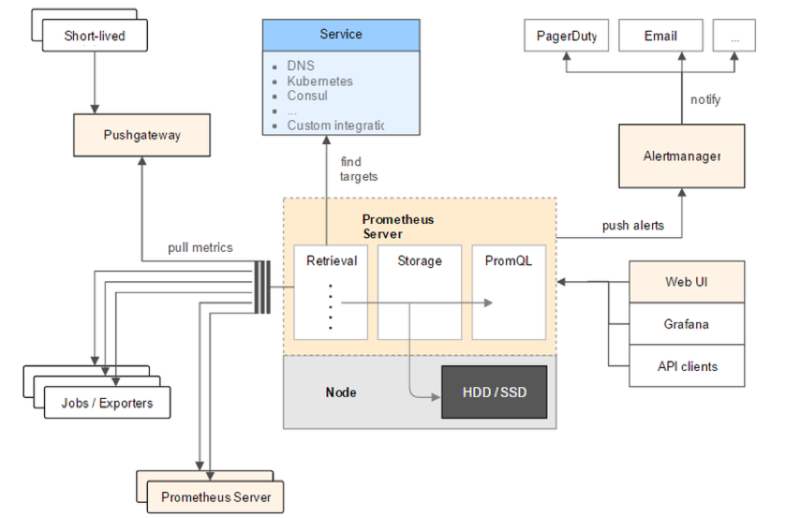 Short-lived
Service
PagerDuty
Email
...
DNS
Kubernetes
Consul
...
Custom integratic
notify
Pushgateway
Alertmanager
find
targets
pull metrics
Prometheus
Server
push alerts
Retrieval
Storage
PromQL
Web UI
Grafana
API clients
Node
HDD / SSD
Jobs / Exporters
Prometheus Server